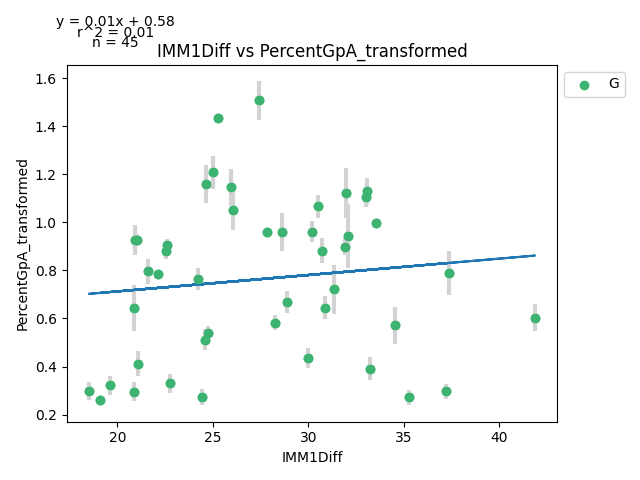 y = 0.01x + 0.58
r^2 = 0.01
n = 45
IMM1Diff vs PercentGpA_transformed
G
PercentGpA_transformed
1.6
1.4
1.2
1.0
0.8
0.6
0.4
0.2
20 25 30 35 40
IMM1Diff